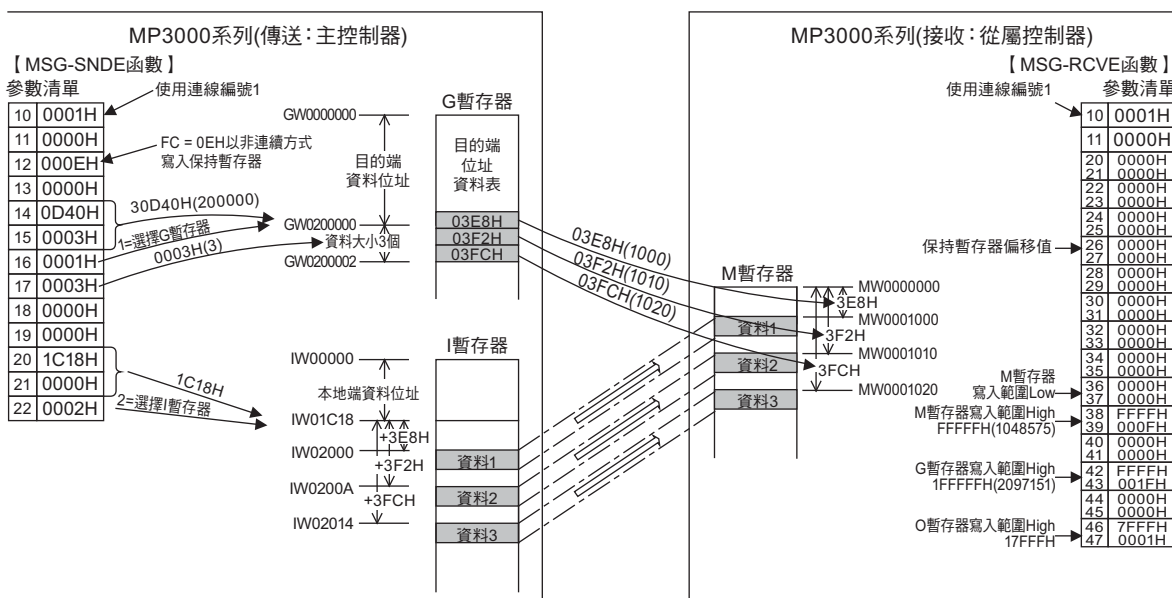 MP3000系列(傳送：主控制器)
【MSG-SNDE函數】
參數清單
10 0001H
11 0000H
12 000EH
13 0000H
14 0D40H
15 0003H
16 0001H
17 0003H
18 0000H
19 0000H
20 1C18H
21 0000H
22 0002H
使用連線編號1
FC = 0EH以非連續方式
寫入保持暫存器
30D40H(200000)
1=選擇G暫存器
0003H(3)
1C18H
2=選擇I暫存器
G暫存器
GW0000000
目的端
資料位址
GW0200000
資料大小3個
GW0200002
目的端
位址
資料表
03E8H
03F2H
03FCH
I暫存器
IW00000
本地端資料位址
IW01C18
+3E8H
IW02000
+3F2H
IW0200A
+3FCH
IW02014
資料1
資料2
資料3
03E8H(1000)
03F2H(1010)
03FCH(1020)
MP3000系列(接收：從屬控制器)
【MSG-RCVE函數】
參數清單
使用連線編號1
M暫存器
資料1
資料2
資料3
MW0000000
3E8H
MW0001000
3F2H
MW0001010
3FCH
MW0001020
保持暫存器偏移值
M暫存器
寫入範圍Low
M暫存器寫入範圍High
FFFFFH(1048575)
G暫存器寫入範圍High
1FFFFFH(2097151)
O暫存器寫入範圍High
17FFFH
10 0001H
11 0000H
20 0000H
21 0000H
22 0000H
23 0000H
24 0000H
25 0000H
26 0000H
27 0000H
28 0000H
29 0000H
30 0000H
31 0000H
32 0000H
33 0000H
34 0000H
35 0000H
36 0000H
37 0000H
38 FFFFH
39 000FH
40 0000H
41 0000H
42 FFFFH
43 001FH
44 0000H
45 0000H
46 7FFFH
47 0001H